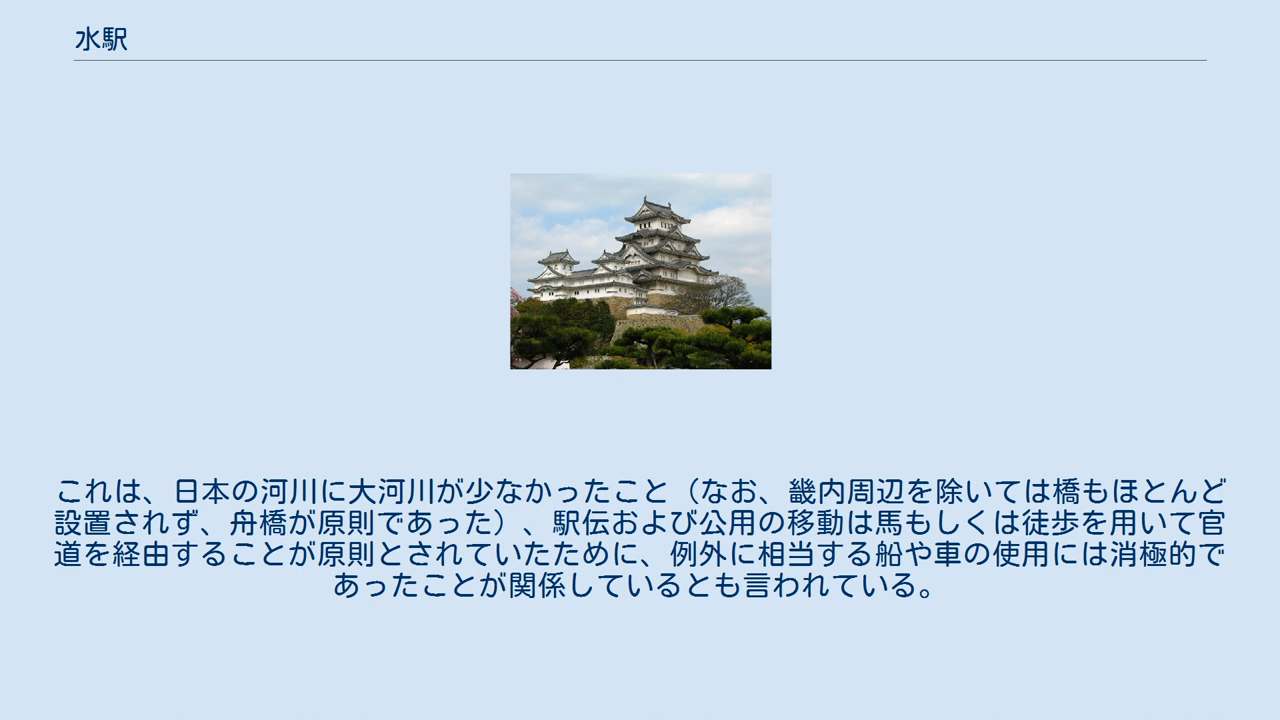 水駅
これは、日本の河川に大河川が少なかったこと（なお、畿内周辺を除いては橋もほとんど
設置されず、舟橋が原則であった）、駅伝および公用の移動は馬もしくは徒歩を用いて官
道を経由することが原則とされていたために、例外に相当する船や車の使用には消極的で
あったことが関係しているとも言われている。